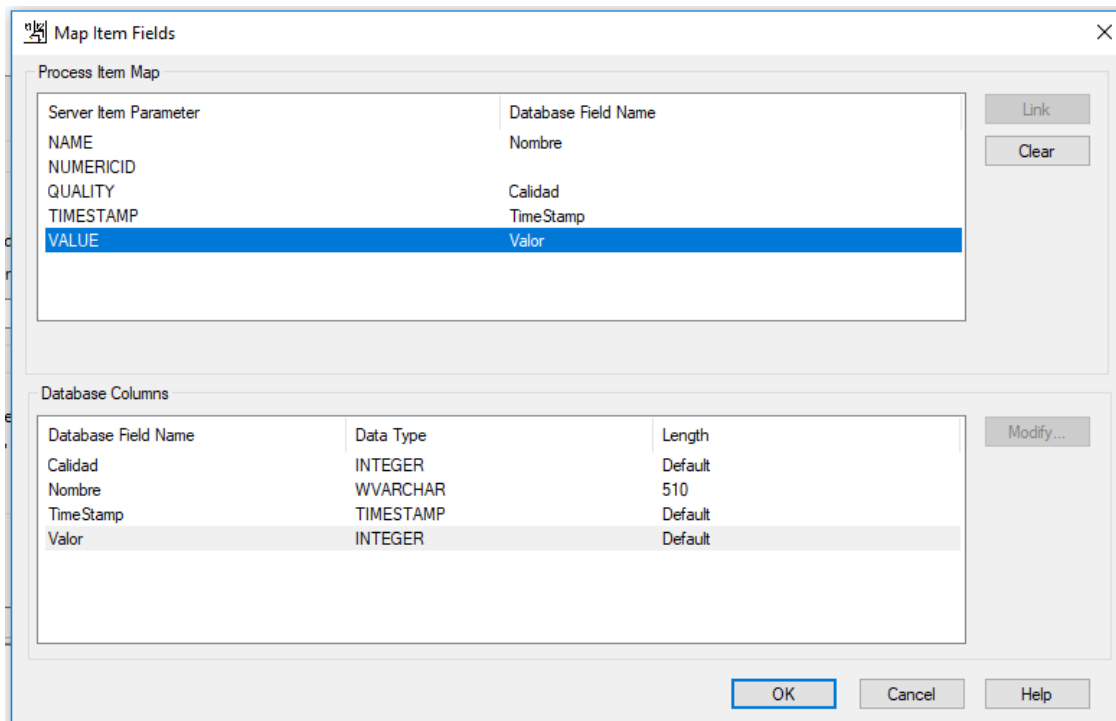 Map Item Fields
Process Item Map
Server Item Parameter Database Field Name
Link
NAME Nombre
Clear
NUMERICID
QUALITY Calidad
TIMESTAMP TimeStamp
VALUE Valor
Database Columns
Database Field Name Data Type Length
Modify...
Calidad INTEGER Default
Nombre WVARCHAR 510
TimeStamp TIMESTAMP Default
Valor INTEGER Default
OK Cancel Help